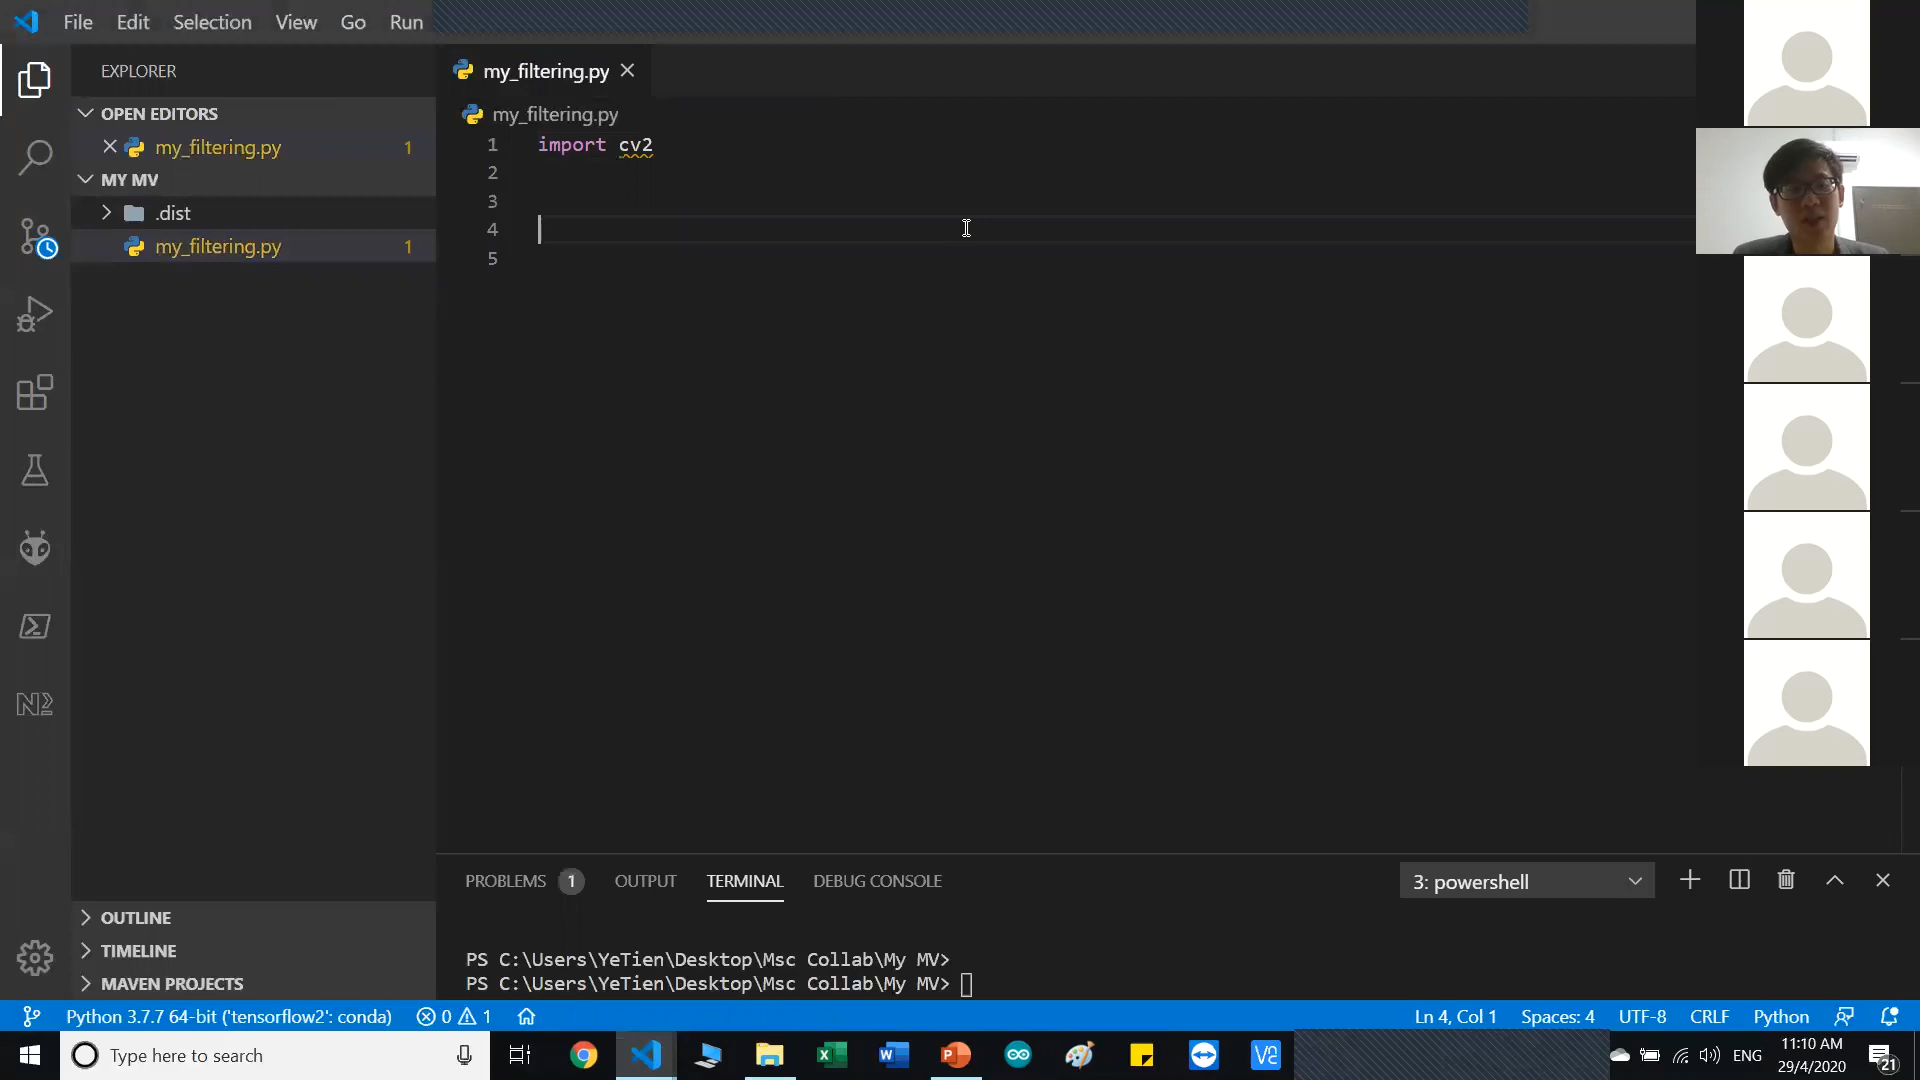 File Edit Selection View Go Run
EXPLORER
OPEN EDITORS
my_filtering.py 1
MY MV
.dist
my_filtering.py 1
OUTLINE
TIMELINE
MAVEN PROJECTS
my_filtering.py
my_filtering.py
1 import cv2
2
3
4
5
PROBLEMS 1 OUTPUT TERMINAL DEBUG CONSOLE 3: powershell
PS C:\Users\YeTien\Desktop\Msc Collab\My MV>
PS C:\Users\YeTien\Desktop\Msc Collab\My MV>
Python 3.7.7 64-bit ('tensorflow2': conda) 0 1 Ln 4, Col 1 Spaces: 4 UTF-8 CRLF Python
Type here to search
ENG
11:10 AM
29/4/2020
21